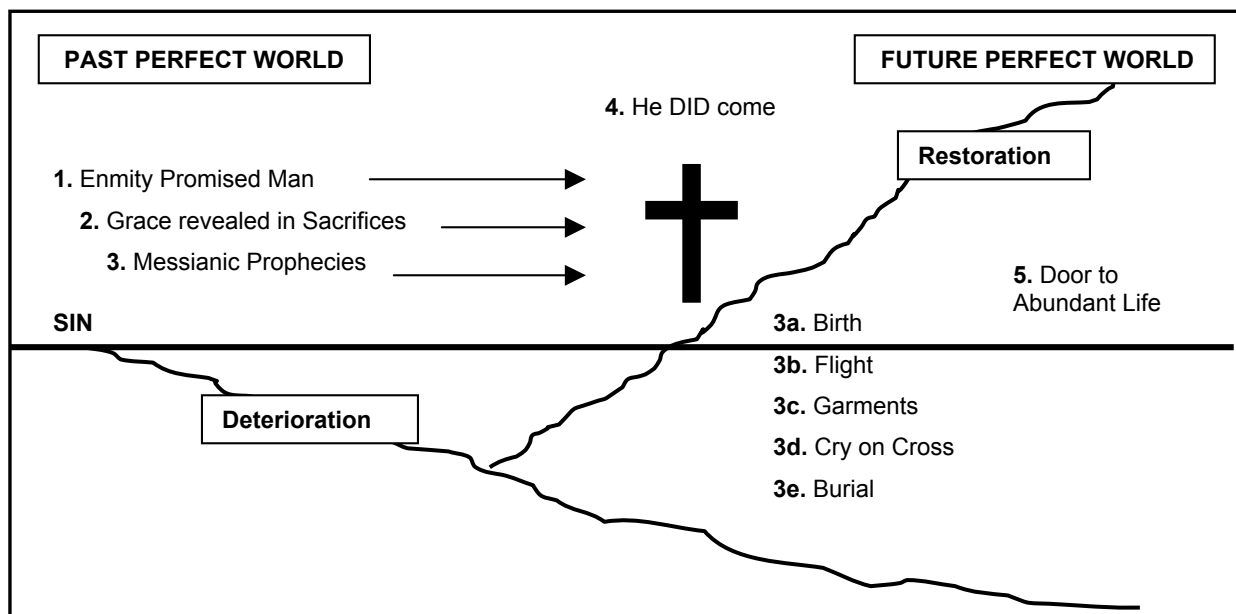 PAST PERFECT WORLD
FUTURE PERFECT WORLD
4. He DID come
Restoration
1. Enmity Promised Man
2. Grace revealed in Sacrifices
3. Messianic Prophecies
5. Door to
Abundant Life
SIN
3a. Birth
3b. Flight
Deterioration
3c. Garments
3d. Cry on Cross
3e. Burial